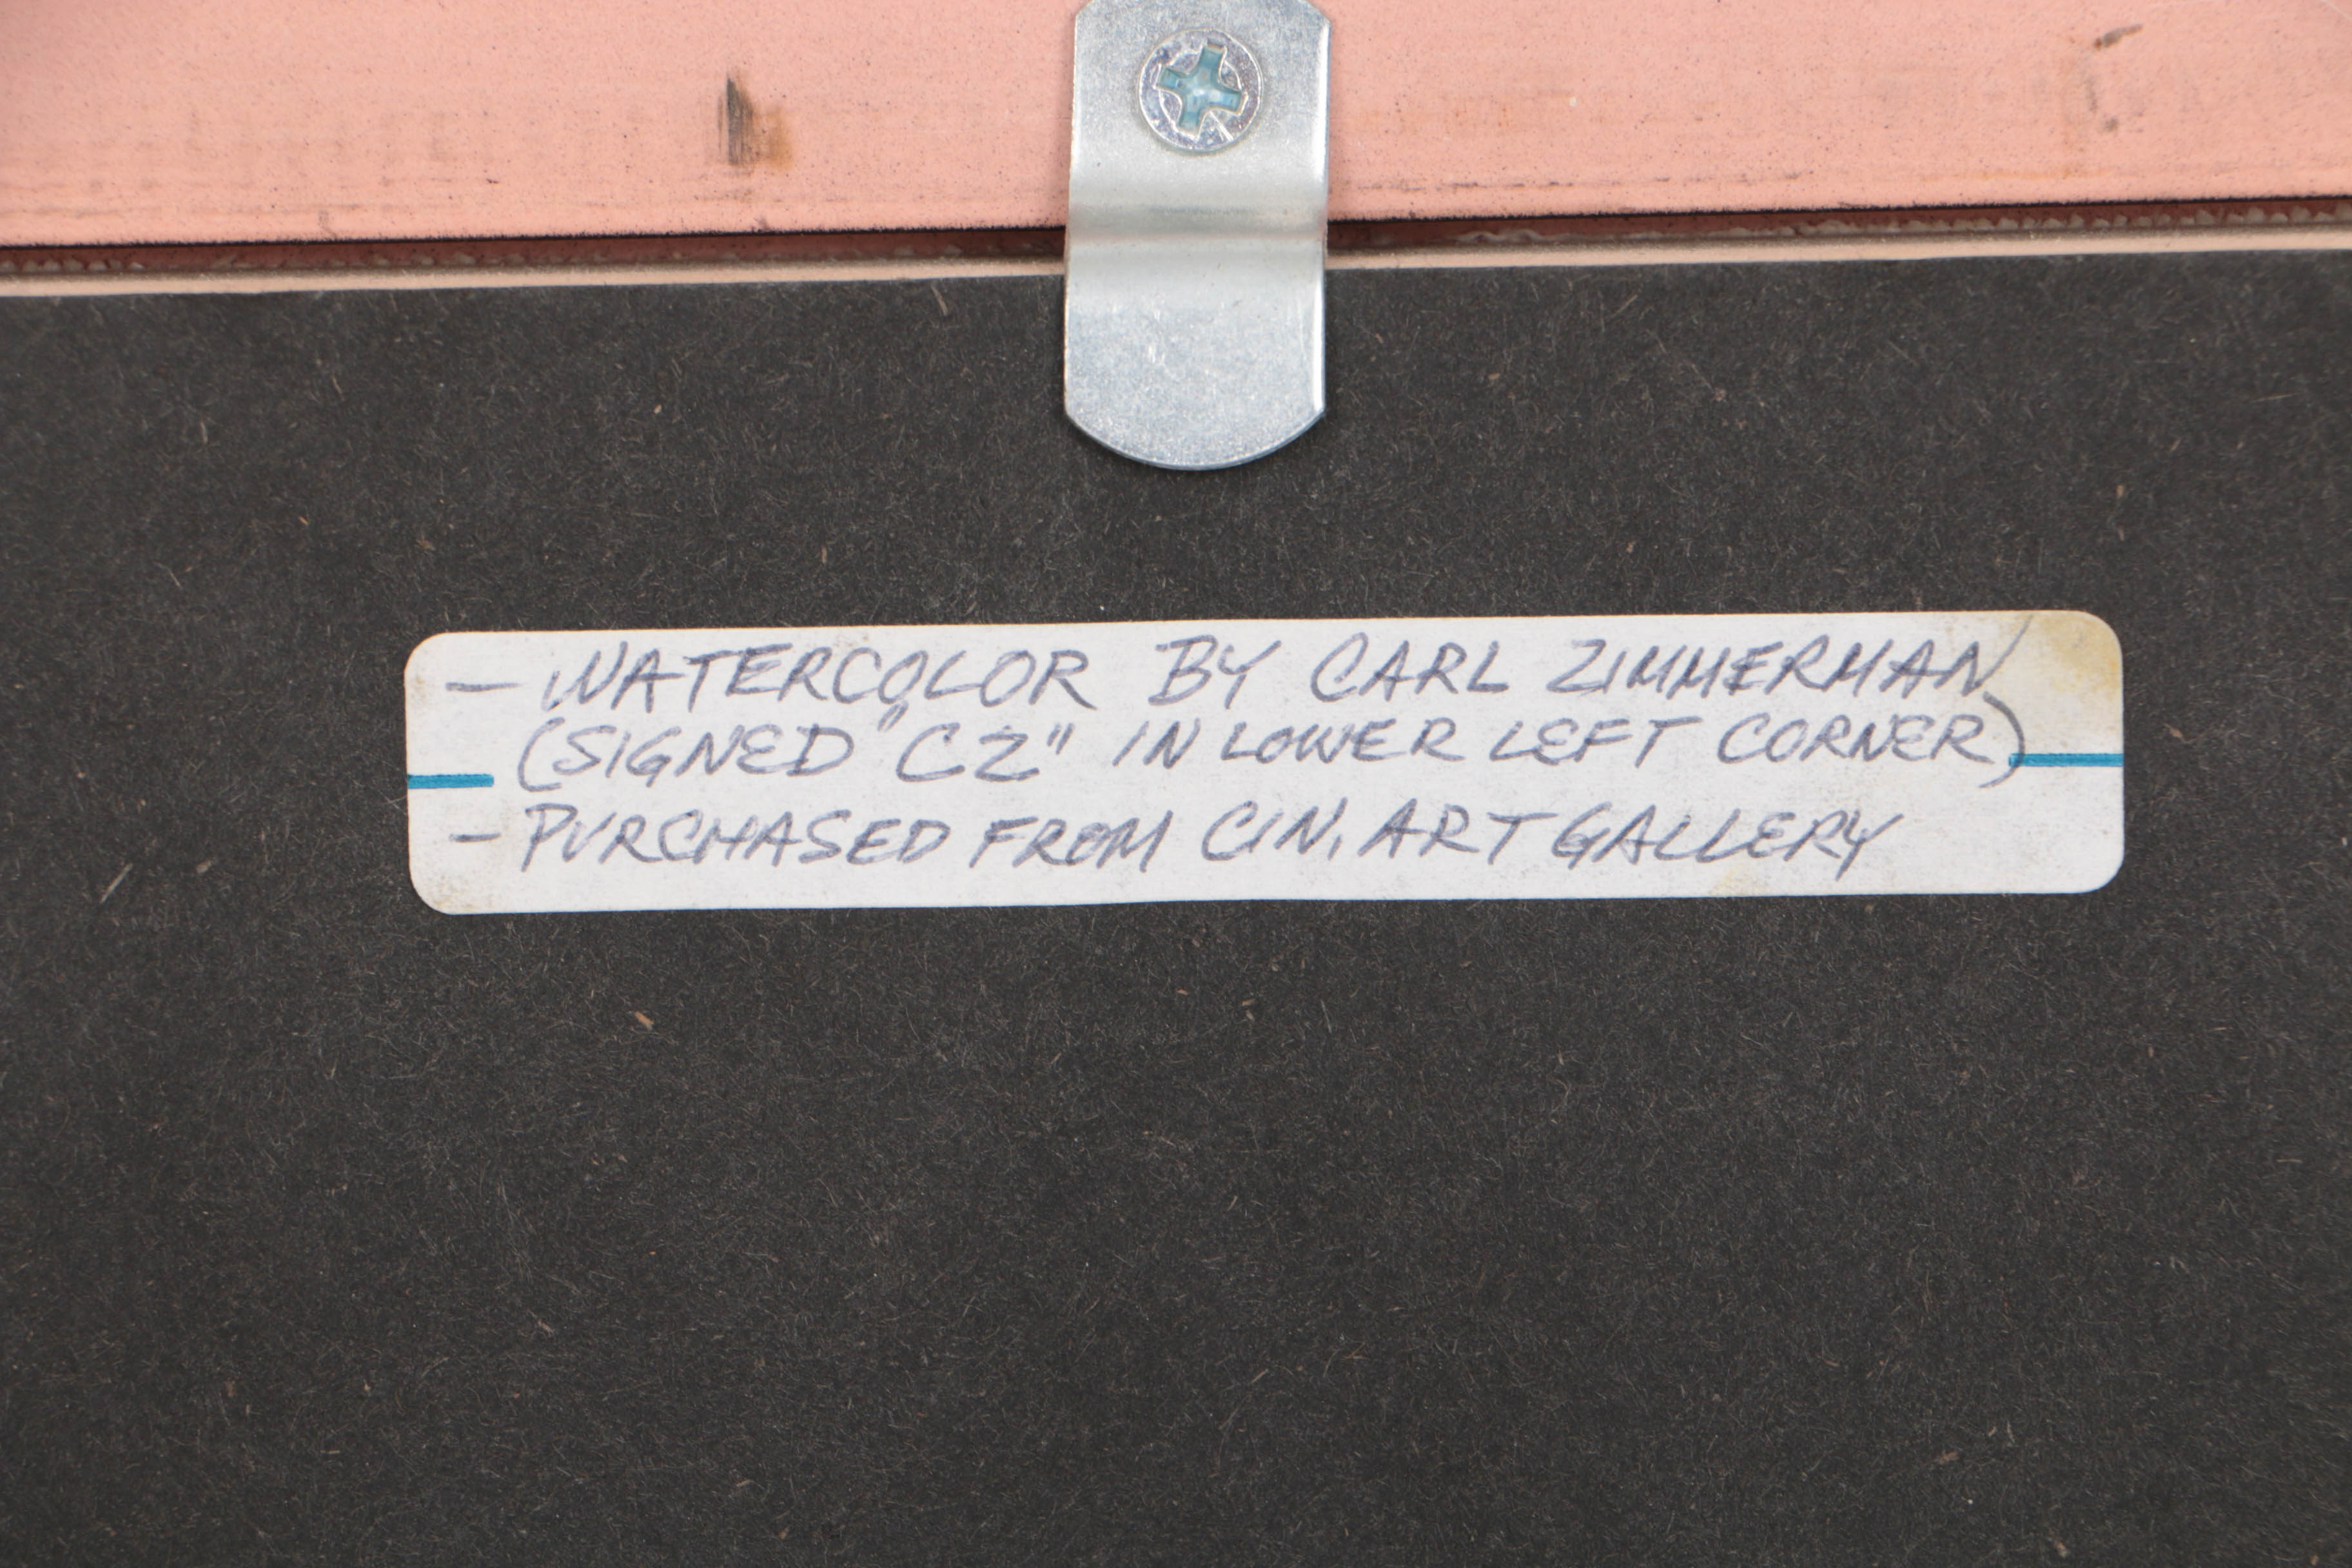 - WATERCOLOR BY CARL ZIMMERMAN
(SIGNED "CZ" IN LOWER LEFT CORNER)
- PURCHASED FROM CIN. ART GALLERY